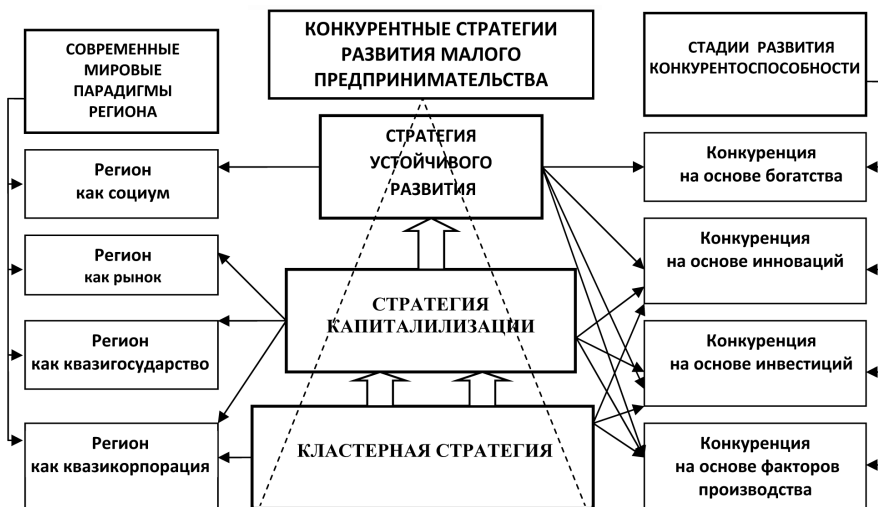 СОВРЕМЕННЫЕ
МИРОВЫЕ
ПАРАДИГМЫ
РЕГИОНА
Регион
как социум
Регион
как рынок
Регион
как квазигосударство
Регион
как квазикорпорация
КОНКУРЕНТНЫЕ СТРАТЕГИИ
РАЗВИТИЯ МАЛОГО
ПРЕДПРИНИМАТЕЛЬСТВА
СТРАТЕГИЯ
УСТОЙЧИВОГО
РАЗВИТИЯ
СТРАТЕГИЯ
КАПИТАЛИЛИЗАЦИИ
КЛАСТЕРНАЯ СТРАТЕГИЯ
СТАДИИ РАЗВИТИЯ
КОНКУРЕНТОСПОСОБНОСТИ
Конкуренция
на основе богатства
Конкуренция
на основе инноваций
Конкуренция
на основе инвестиций
Конкуренция
на основе факторов
производства